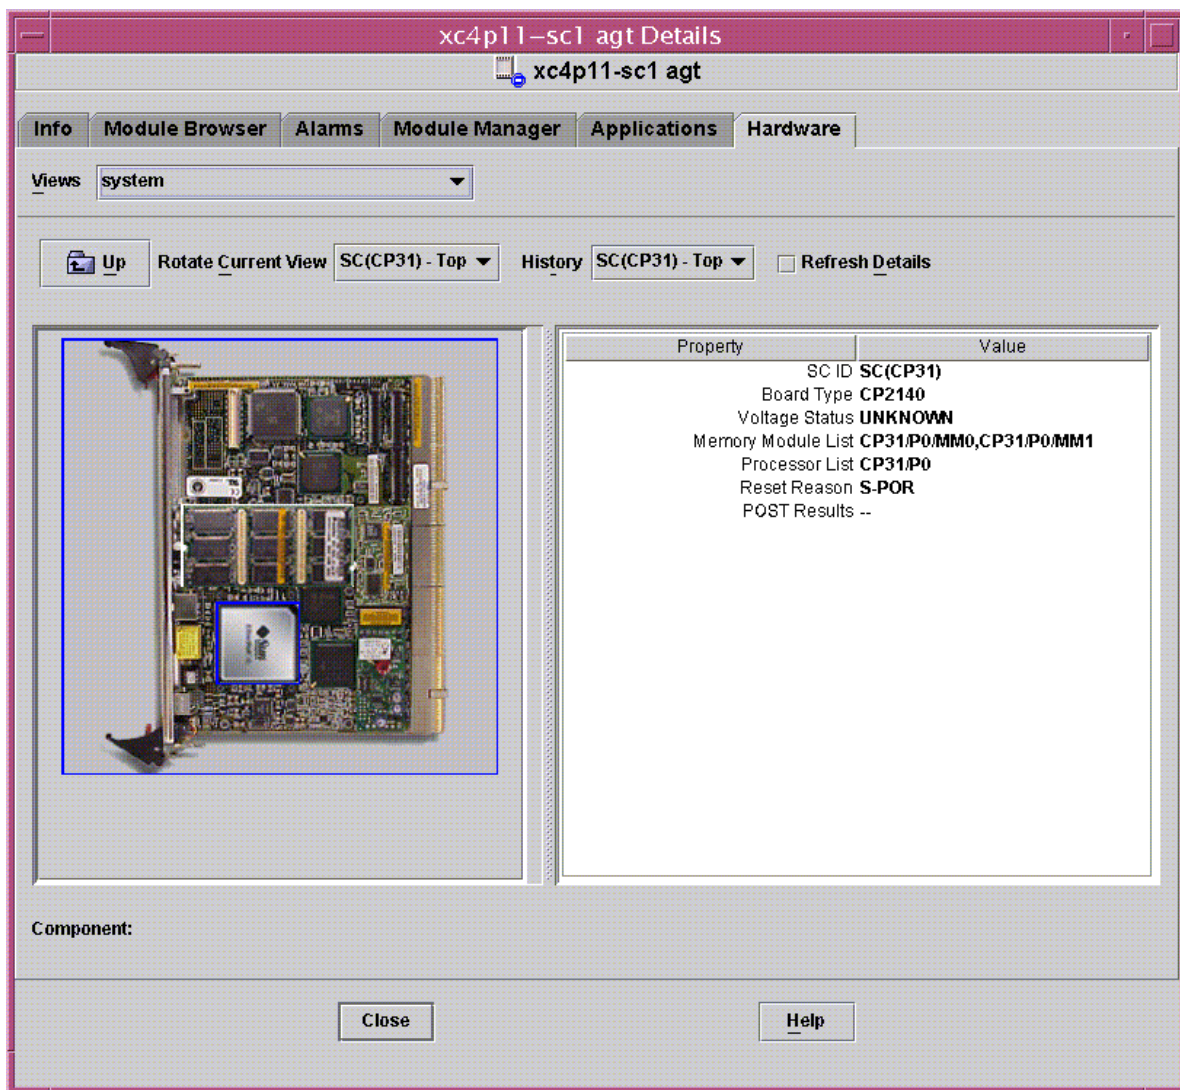 xc4p11–sc1 agt Details
xc4p11-sc1 agt
Info Module Browser Alarms Module Manager Applications Hardware
Views system
Up Rotate Current View SC(CP31) - Top History SC(CP31) - Top Refresh Details
Property Value
SC ID SC(CP31)
Board Type CP2140
Voltage Status UNKNOWN
Memory Module List CP31/P0/MM0,CP31/P0/MM1
Processor List CP31/P0
Reset Reason S-POR
POST Results --
Sun
Component:
Close Help